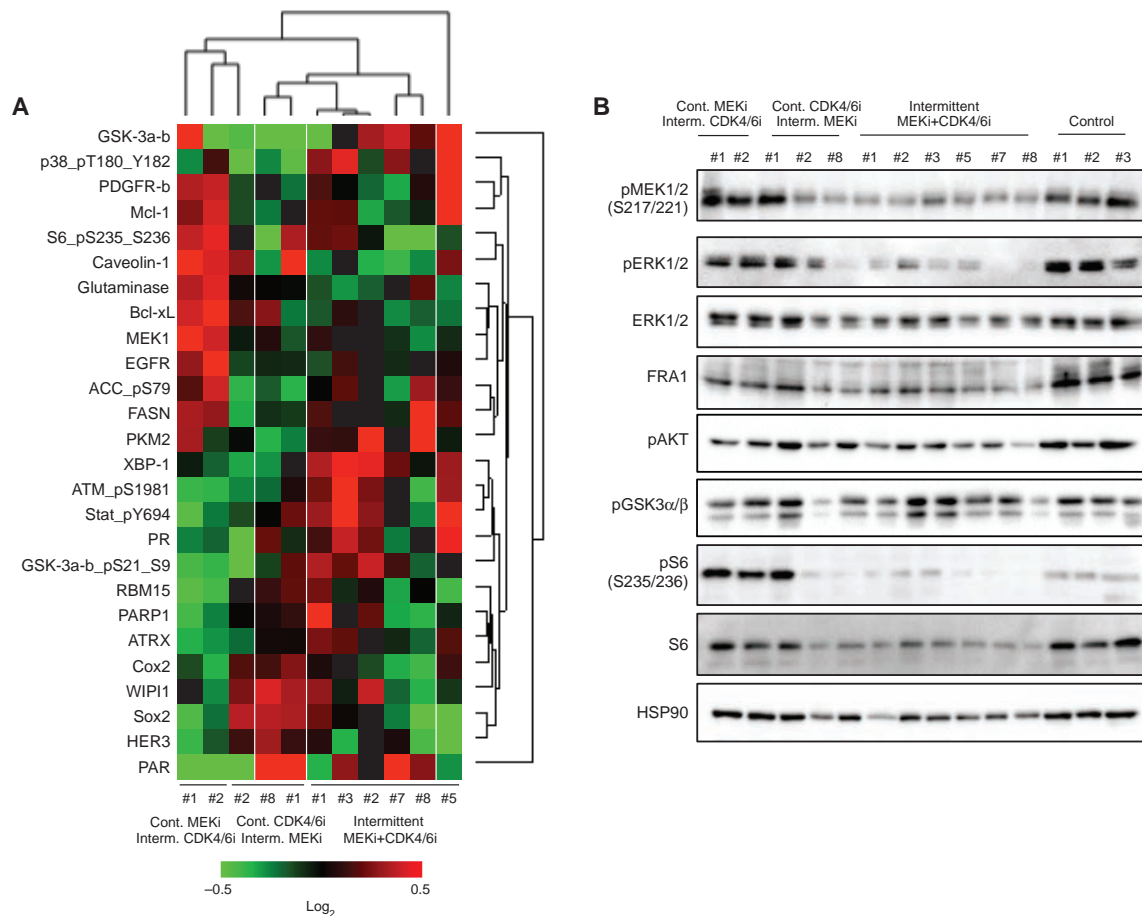 A
GSK-3a-b
p38_pT180_Y182
PDGFR-b
Mcl-1
S6_pS235_S236
Caveolin-1
Glutaminase
Bcl-xL
MEK1
EGFR
ACC_pS79
FASN
PKM2
XBP-1
ATM_pS1981
Stat_pY694
PR
GSK-3a-b_pS21_S9
RBM15
PARP1
ATRX
Cox2
WIPI1
Sox2
HER3
PAR
#1 #2 #2 #8 #1 #1 #3 #2 #7 #8 #5
Cont. MEKi Cont. CDK4/6i Intermittent
Interm. CDK4/6i Interm. MEKi MEKi+CDK4/6i
–0.5 0.5
Log2
B
Cont. MEKi Cont. CDK4/6i Intermittent
Interm. CDK4/6i Interm. MEKi MEKi+CDK4/6i Control
#1 #2 #1 #2 #8 #1 #2 #3 #5 #7 #8 #1 #2 #3
pMEK1/2
(S217/221)
pERK1/2
ERK1/2
FRA1
pAKT
pGSK3α/β
pS6
(S235/236)
S6
HSP90